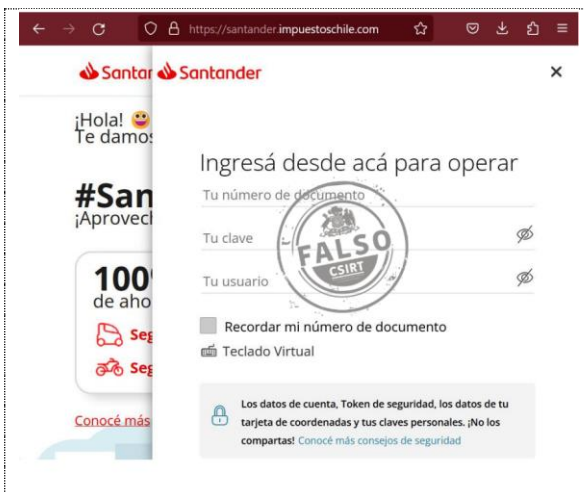 https://santander.impuestoschile.com
Santan
Santander
¡Hola!
Te damos
#San
¡Aprovech
100
de aho
Seg
Seg
Conocé más
Ingresá desde acá para operar
Tu número de documento
Tu clave
Tu usuario
FALSO
CSIRT
Recordar mi número de documento
Teclado Virtual
Los datos de cuenta, Token de seguridad, los datos de tu
tarjeta de coordenadas y tus claves personales. ¡No los
compartas! Conocé más consejos de seguridad